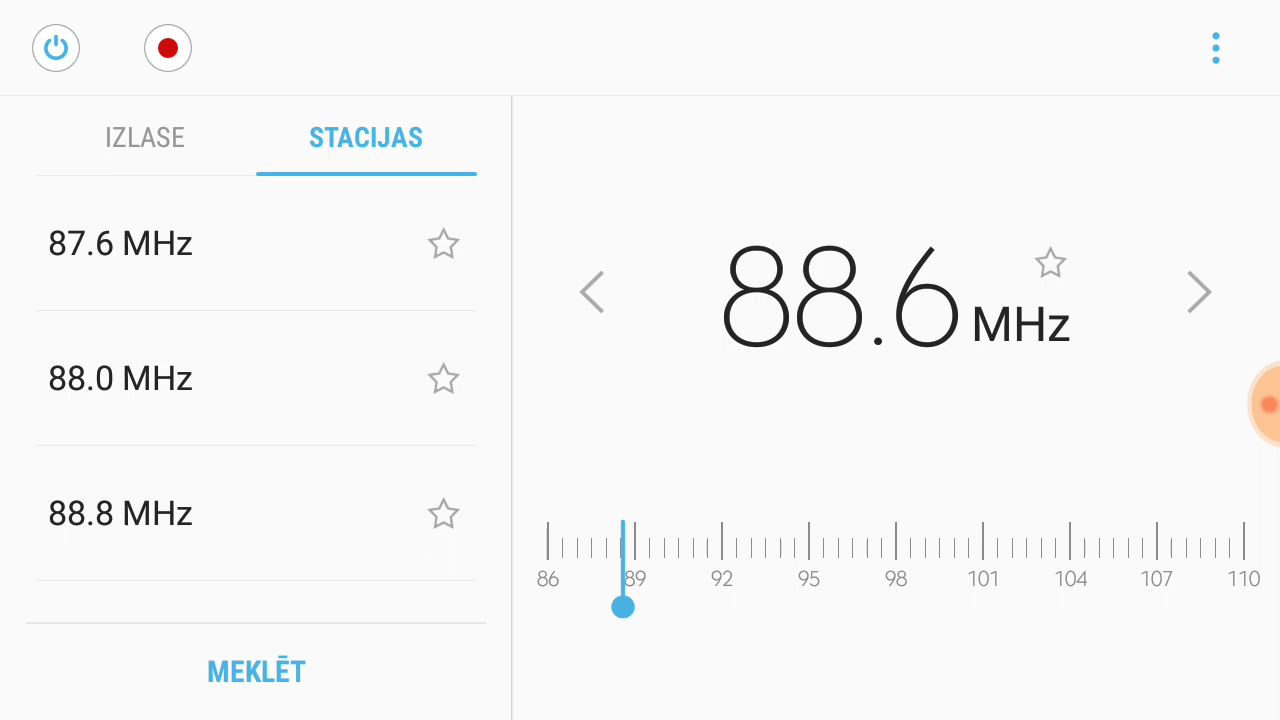 IZLASE
STACIJAS
87.6 MHz
88.0 MHz
88.8 MHz
MEKLĒT
88.6 MHz
86 89 92 95 98 101 104 107 110